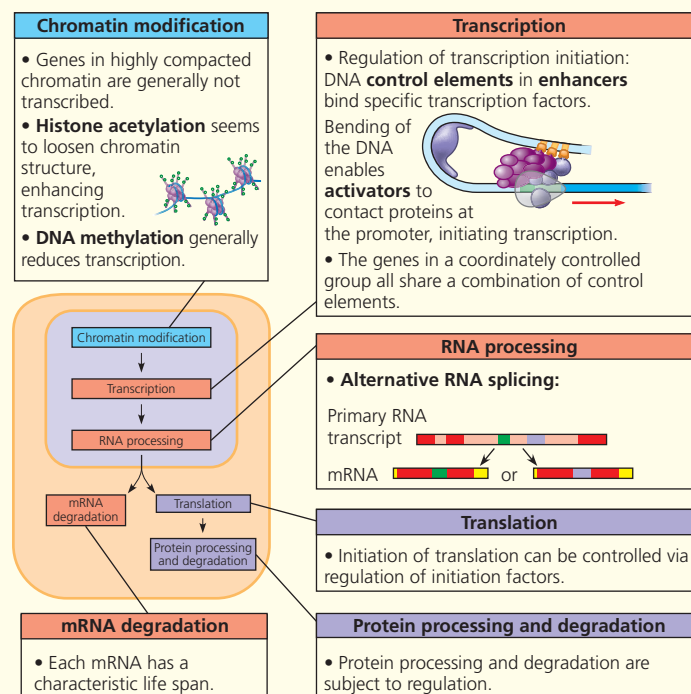 Chromatin modification
• Genes in highly compacted
chromatin are generally not
transcribed.
• Histone acetylation seems
to loosen chromatin
structure,
enhancing
transcription.
• DNA methylation generally
reduces transcription.
Transcription
• Regulation of transcription initiation:
DNA control elements in enhancers
bind specific transcription factors.
Bending of
the DNA
enables
activators to
contact proteins at
the promoter, initiating transcription.
• The genes in a coordinately controlled
group all share a combination of control
elements.
Chromatin modification
Transcription
RNA processing
mRNA
degradation
Translation
Protein processing
and degradation
RNA processing
• Alternative RNA splicing:
Primary RNA
transcript
mRNA or
Translation
• Initiation of translation can be controlled via
regulation of initiation factors.
mRNA degradation
• Each mRNA has a
characteristic life span.
Protein processing and degradation
• Protein processing and degradation are
subject to regulation.